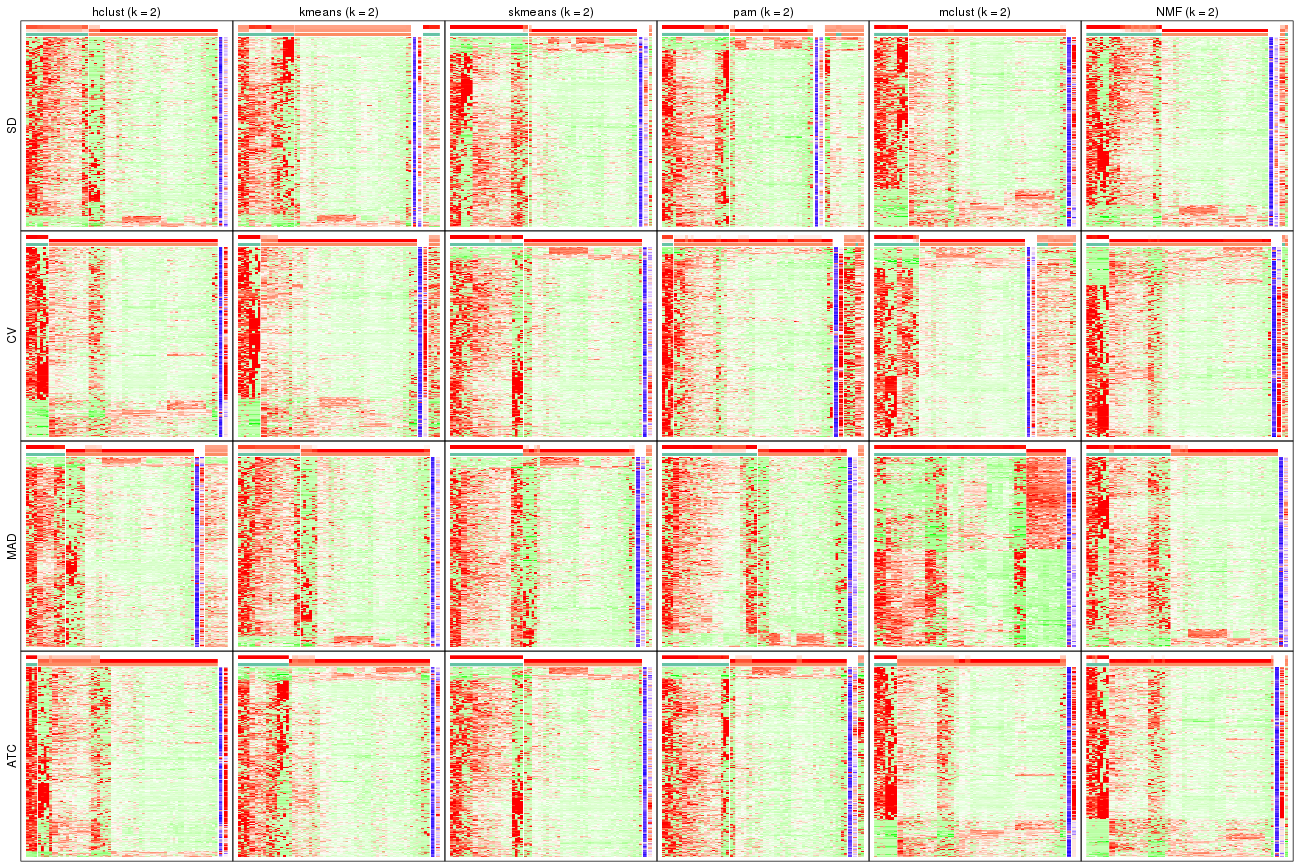 hclust (k = 2)
kmeans (k = 2)
skmeans (k = 2)
pam (k = 2)
mclust (k = 2)
NMF (k = 2)
SD
CV
MAD
ATC